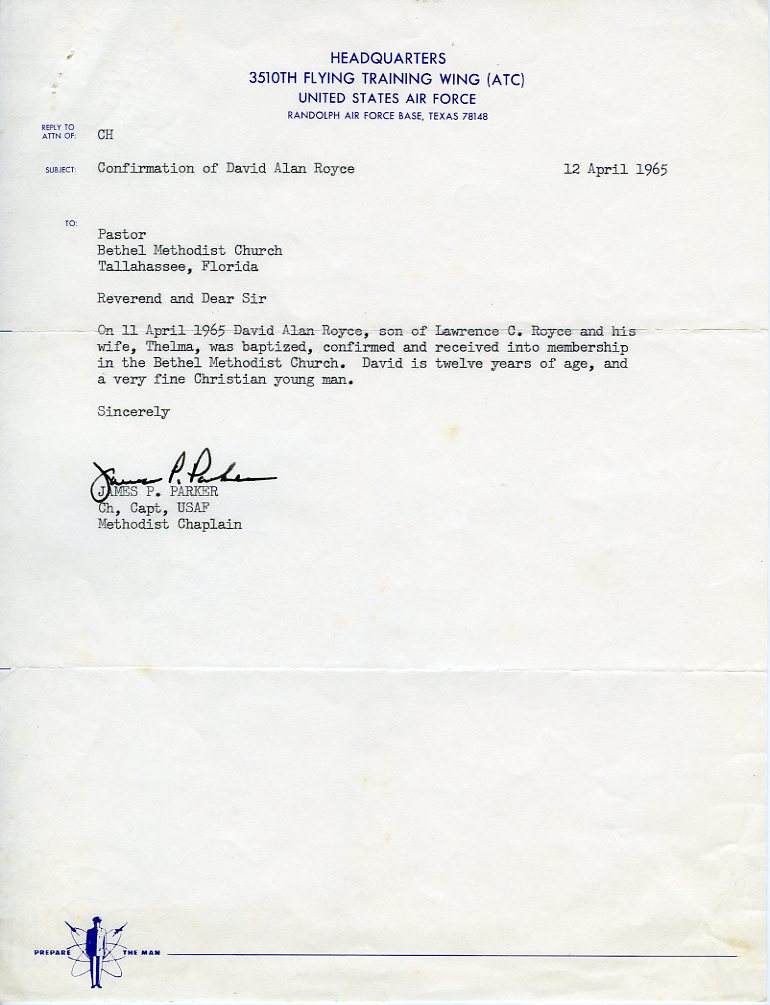 HEADQUARTERS
3510TH FLYING TRAINING WING (ATC)
UNITED STATES AIR FORCE
RANDOLPH AIR FORCE BASE, TEXAS 78148
REPLY TO
ATTN OF: CH
SUBJECT: Confirmation of David Alan Royce 12 April 1965
TO:
Pastor
Bethel Methodist Church
Tallahassee, Florida
Reverend and Dear Sir
On 11 April 1965 David Alan Royce, son of Lawrence C. Royce and his
wife, Thelma, was baptized, confirmed and received into membership
in the Bethel Methodist Church. David is twelve years of age, and
a very fine Christian young man.
Sincerely
James P. Parker
JAMES P. PARKER
Ch, Capt, USAF
Methodist Chaplain
PREPARE THE MAN